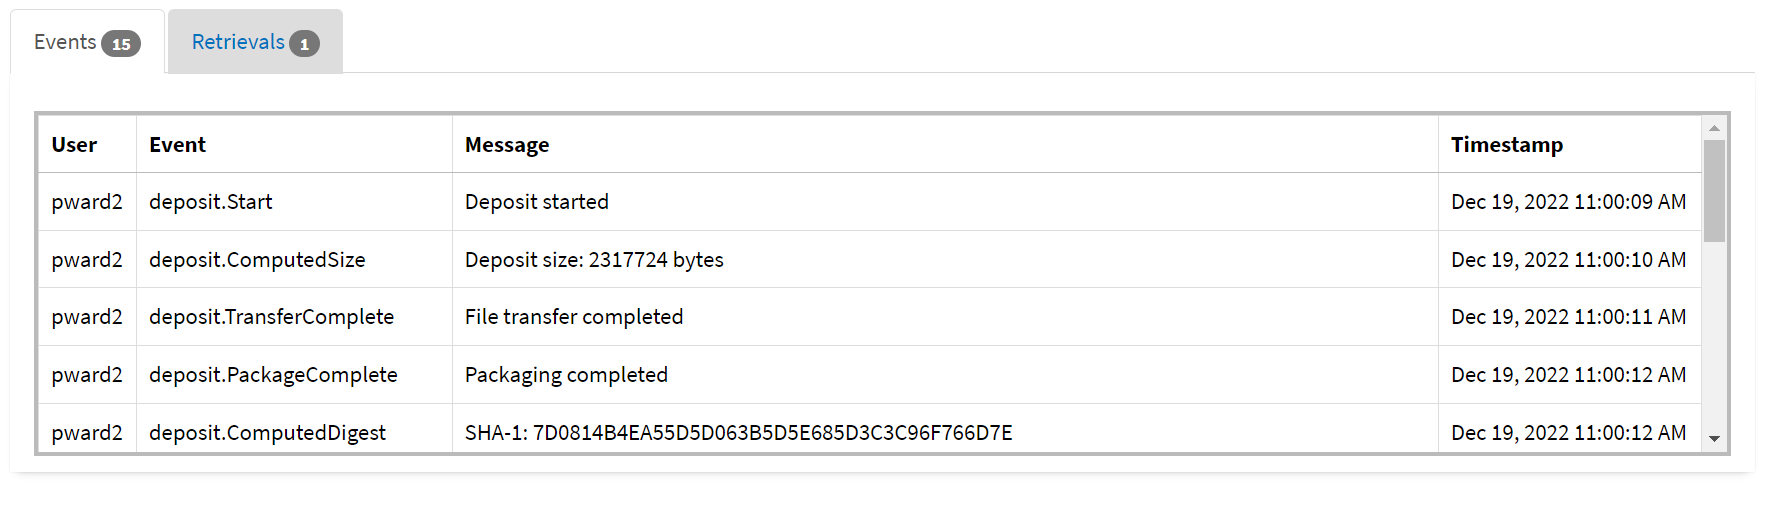 Events 15 Retrievals 1
User Event Message Timestamp
pward2 deposit.Start Deposit started Dec 19, 2022 11:00:09 AM
pward2 deposit.ComputedSize Deposit size: 2317724 bytes Dec 19, 2022 11:00:10 AM
pward2 deposit.TransferComplete File transfer completed Dec 19, 2022 11:00:11 AM
pward2 deposit.PackageComplete Packaging completed Dec 19, 2022 11:00:12 AM
pward2 deposit.ComputedDigest SHA-1: 7D0814B4EA55D5D063B5D5E685D3C3C96F766D7E Dec 19, 2022 11:00:12 AM